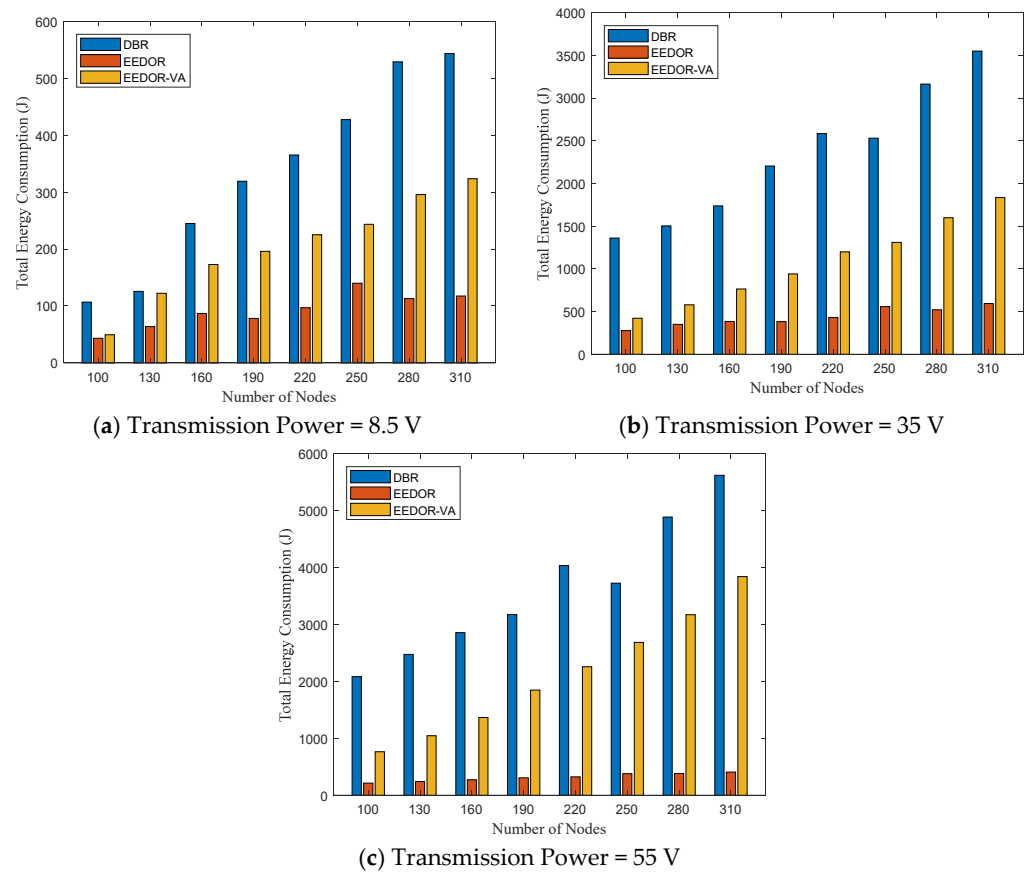 600
500
400
300
200
100
0
Total Energy Consumption (J)
DBR
EEDOR
EEDOR-VA
100 130 160 190 220 250 280 310
Number of Nodes
(a) Transmission Power = 8.5 V
4000
3500
3000
2500
2000
1500
1000
500
0
Total Energy Consumption (J)
DBR
EEDOR
EEDOR-VA
100 130 160 190 220 250 280 310
Number of Nodes
(b) Transmission Power = 35 V
6000
5000
4000
3000
2000
1000
0
Total Energy Consumption (J)
DBR
EEDOR
EEDOR-VA
100 130 160 190 220 250 280 310
Number of Nodes
(c) Transmission Power = 55 V